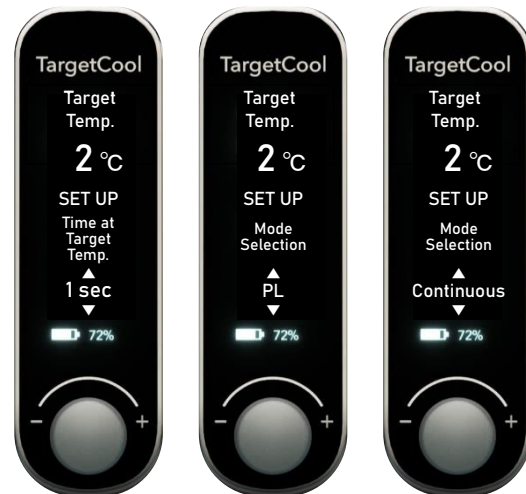 TargetCool
Target
Temp.
2 °C
SET UP
Time at
Target
Temp.
▲
1 sec
▼
72%
− +
TargetCool
Target
Temp.
2 °C
SET UP
Mode
Selection
▲
PL
▼
72%
− +
TargetCool
Target
Temp.
2 °C
SET UP
Mode
Selection
▲
Continuous
▼
72%
− +